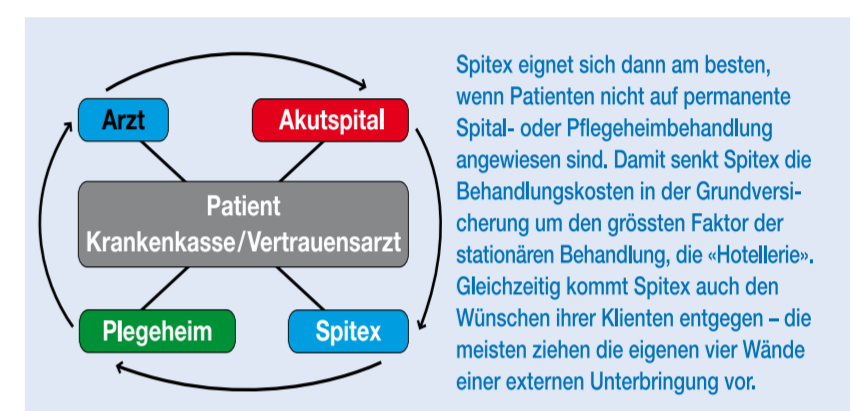 Arzt
Akutspital
Patient
Krankenkasse/Vertrauensarzt
Plegeheim
Spitex
Spitex eignet sich dann am besten,
wenn Patienten nicht auf permanente
Spital- oder Pflegeheimbehandlung
angewiesen sind. Damit senkt Spitex die
Behandlungskosten in der Grundversi-
cherung um den grössten Faktor der
stationären Behandlung, die «Hotellerie».
Gleichzeitig kommt Spitex auch den
Wünschen ihrer Klienten entgegen – die
meisten ziehen die eigenen vier Wände
einer externen Unterbringung vor.